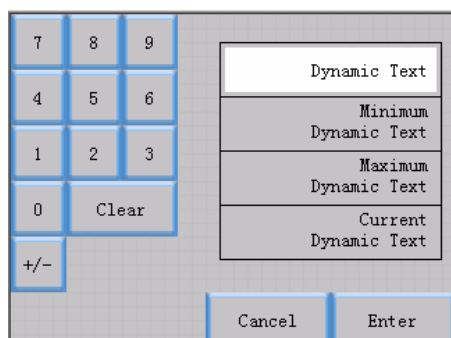 7 8 9
4 5 6
1 2 3
0 Clear
+/-
Dynamic Text
Minimum
Dynamic Text
Maximum
Dynamic Text
Current
Dynamic Text
Cancel Enter